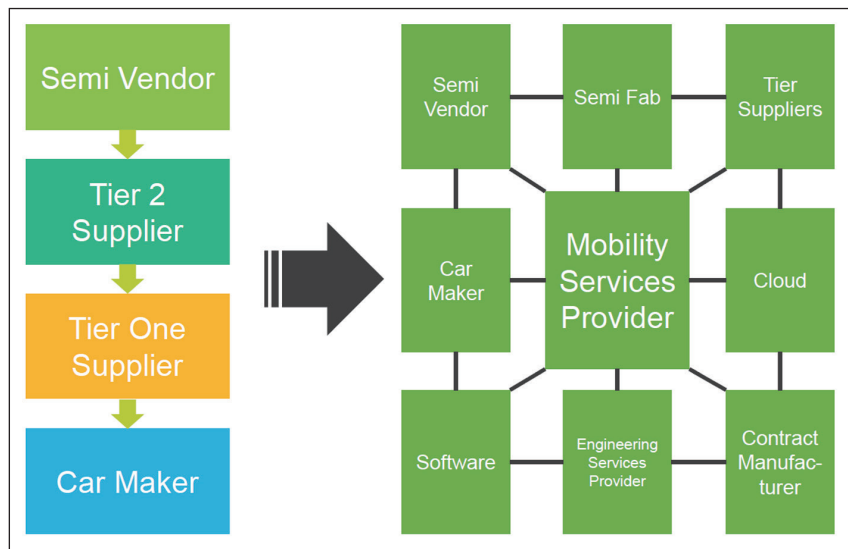 Semi Vendor
Tier 2
Supplier
Tier One
Supplier
Car Maker
Semi
Vendor
Semi Fab
Tier
Suppliers
Car
Maker
Mobility
Services
Provider
Cloud
Software
Engineering
Services
Provider
Contract
Manufac-
turer